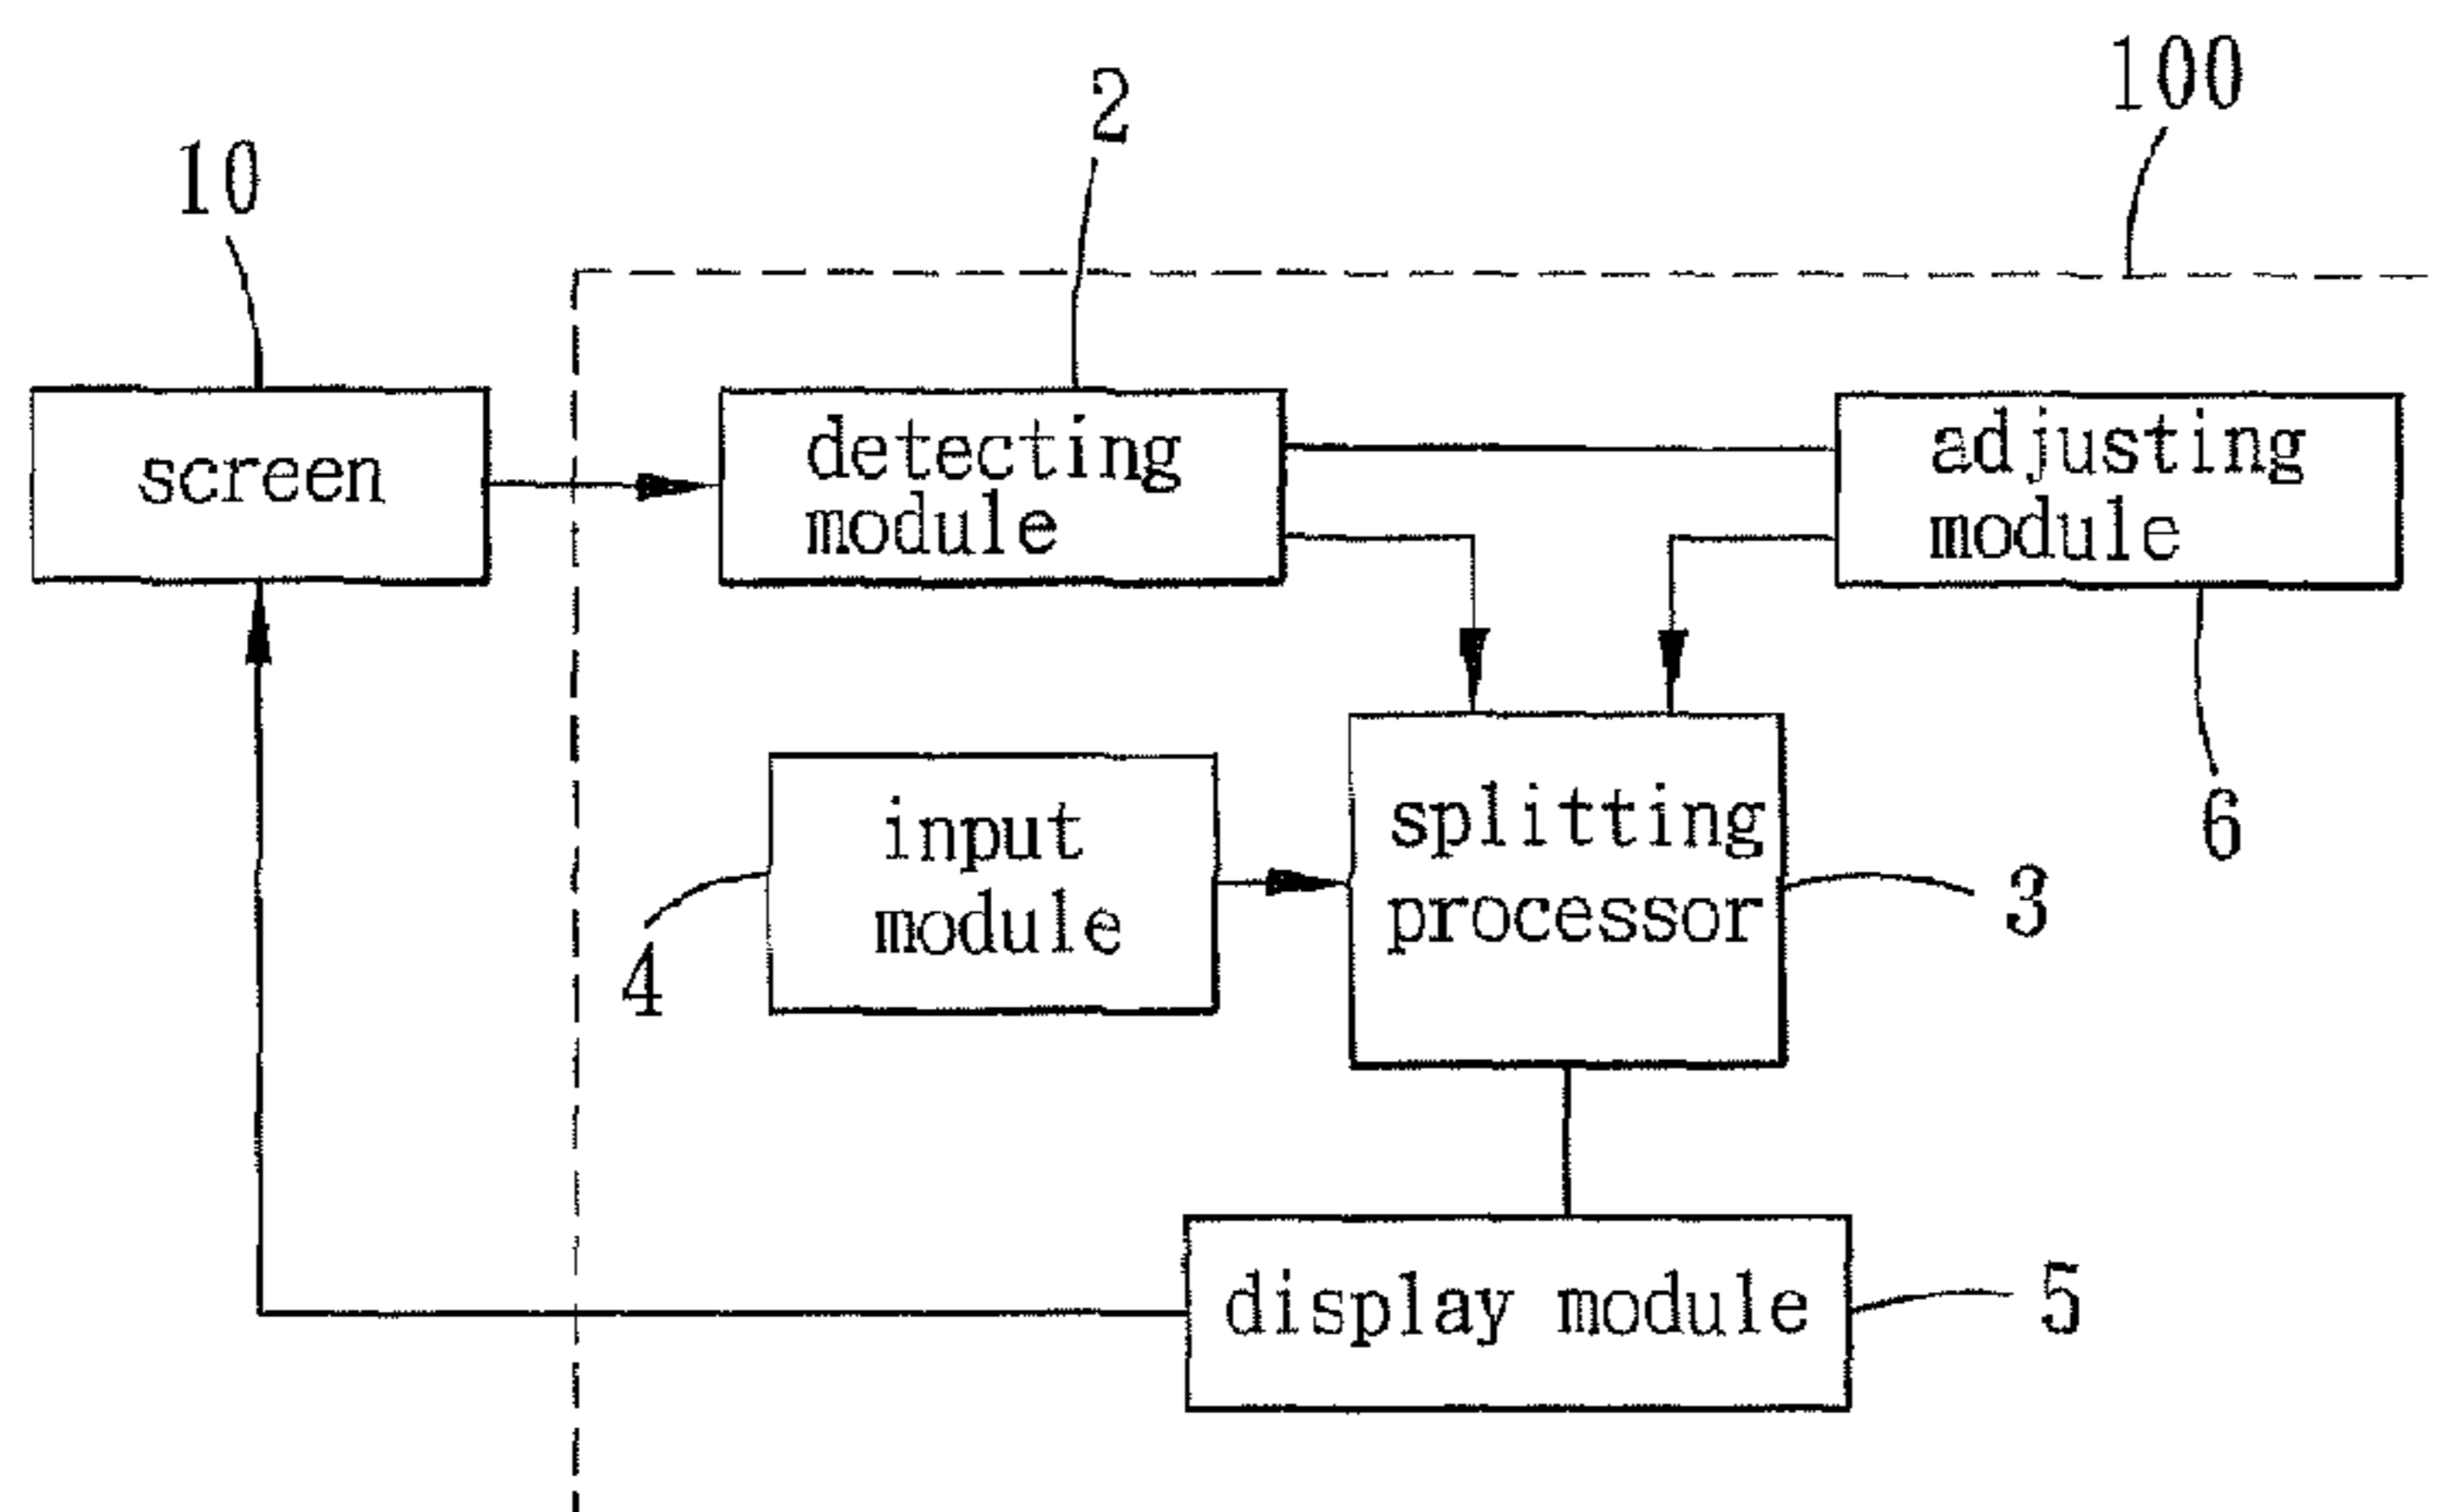 100
2
10
screen
detecting
module
adjusting
module
6
input
module
4
splitting
processor
3
display module
5